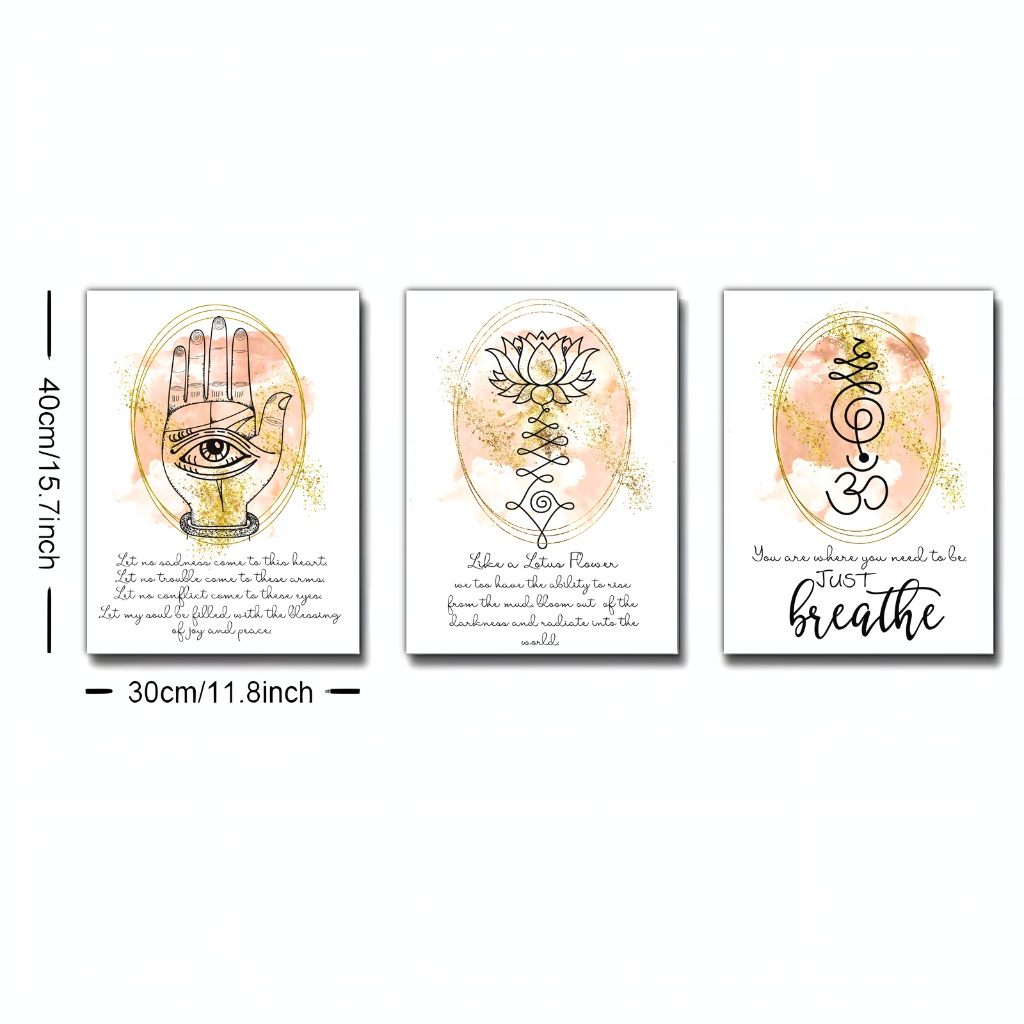 40cm/15.7inch
Let no sadness come to this heart.
Let no trouble come to these arms.
Let no conflict come to these eyes.
Let my soul be filled with the blessing
of joy and peace.
Like a Lotus Flower
we too have the ability to rise
from the mud, bloom out of the
darkness and radiate into the
world.
You are where you need to be.
JUST
breathe
30cm/11.8inch